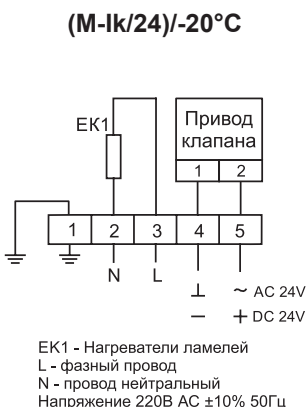 (M-lk/24)/-20°C
EK1
Привод
клапана
1 2
1 2 3 4 5
N L
⊥ ~ AC 24V
− + DC 24V
EK1 - Нагреватели ламелей
L - фазный провод
N - провод нейтральный
Напряжение 220В AC ±10% 50Гц